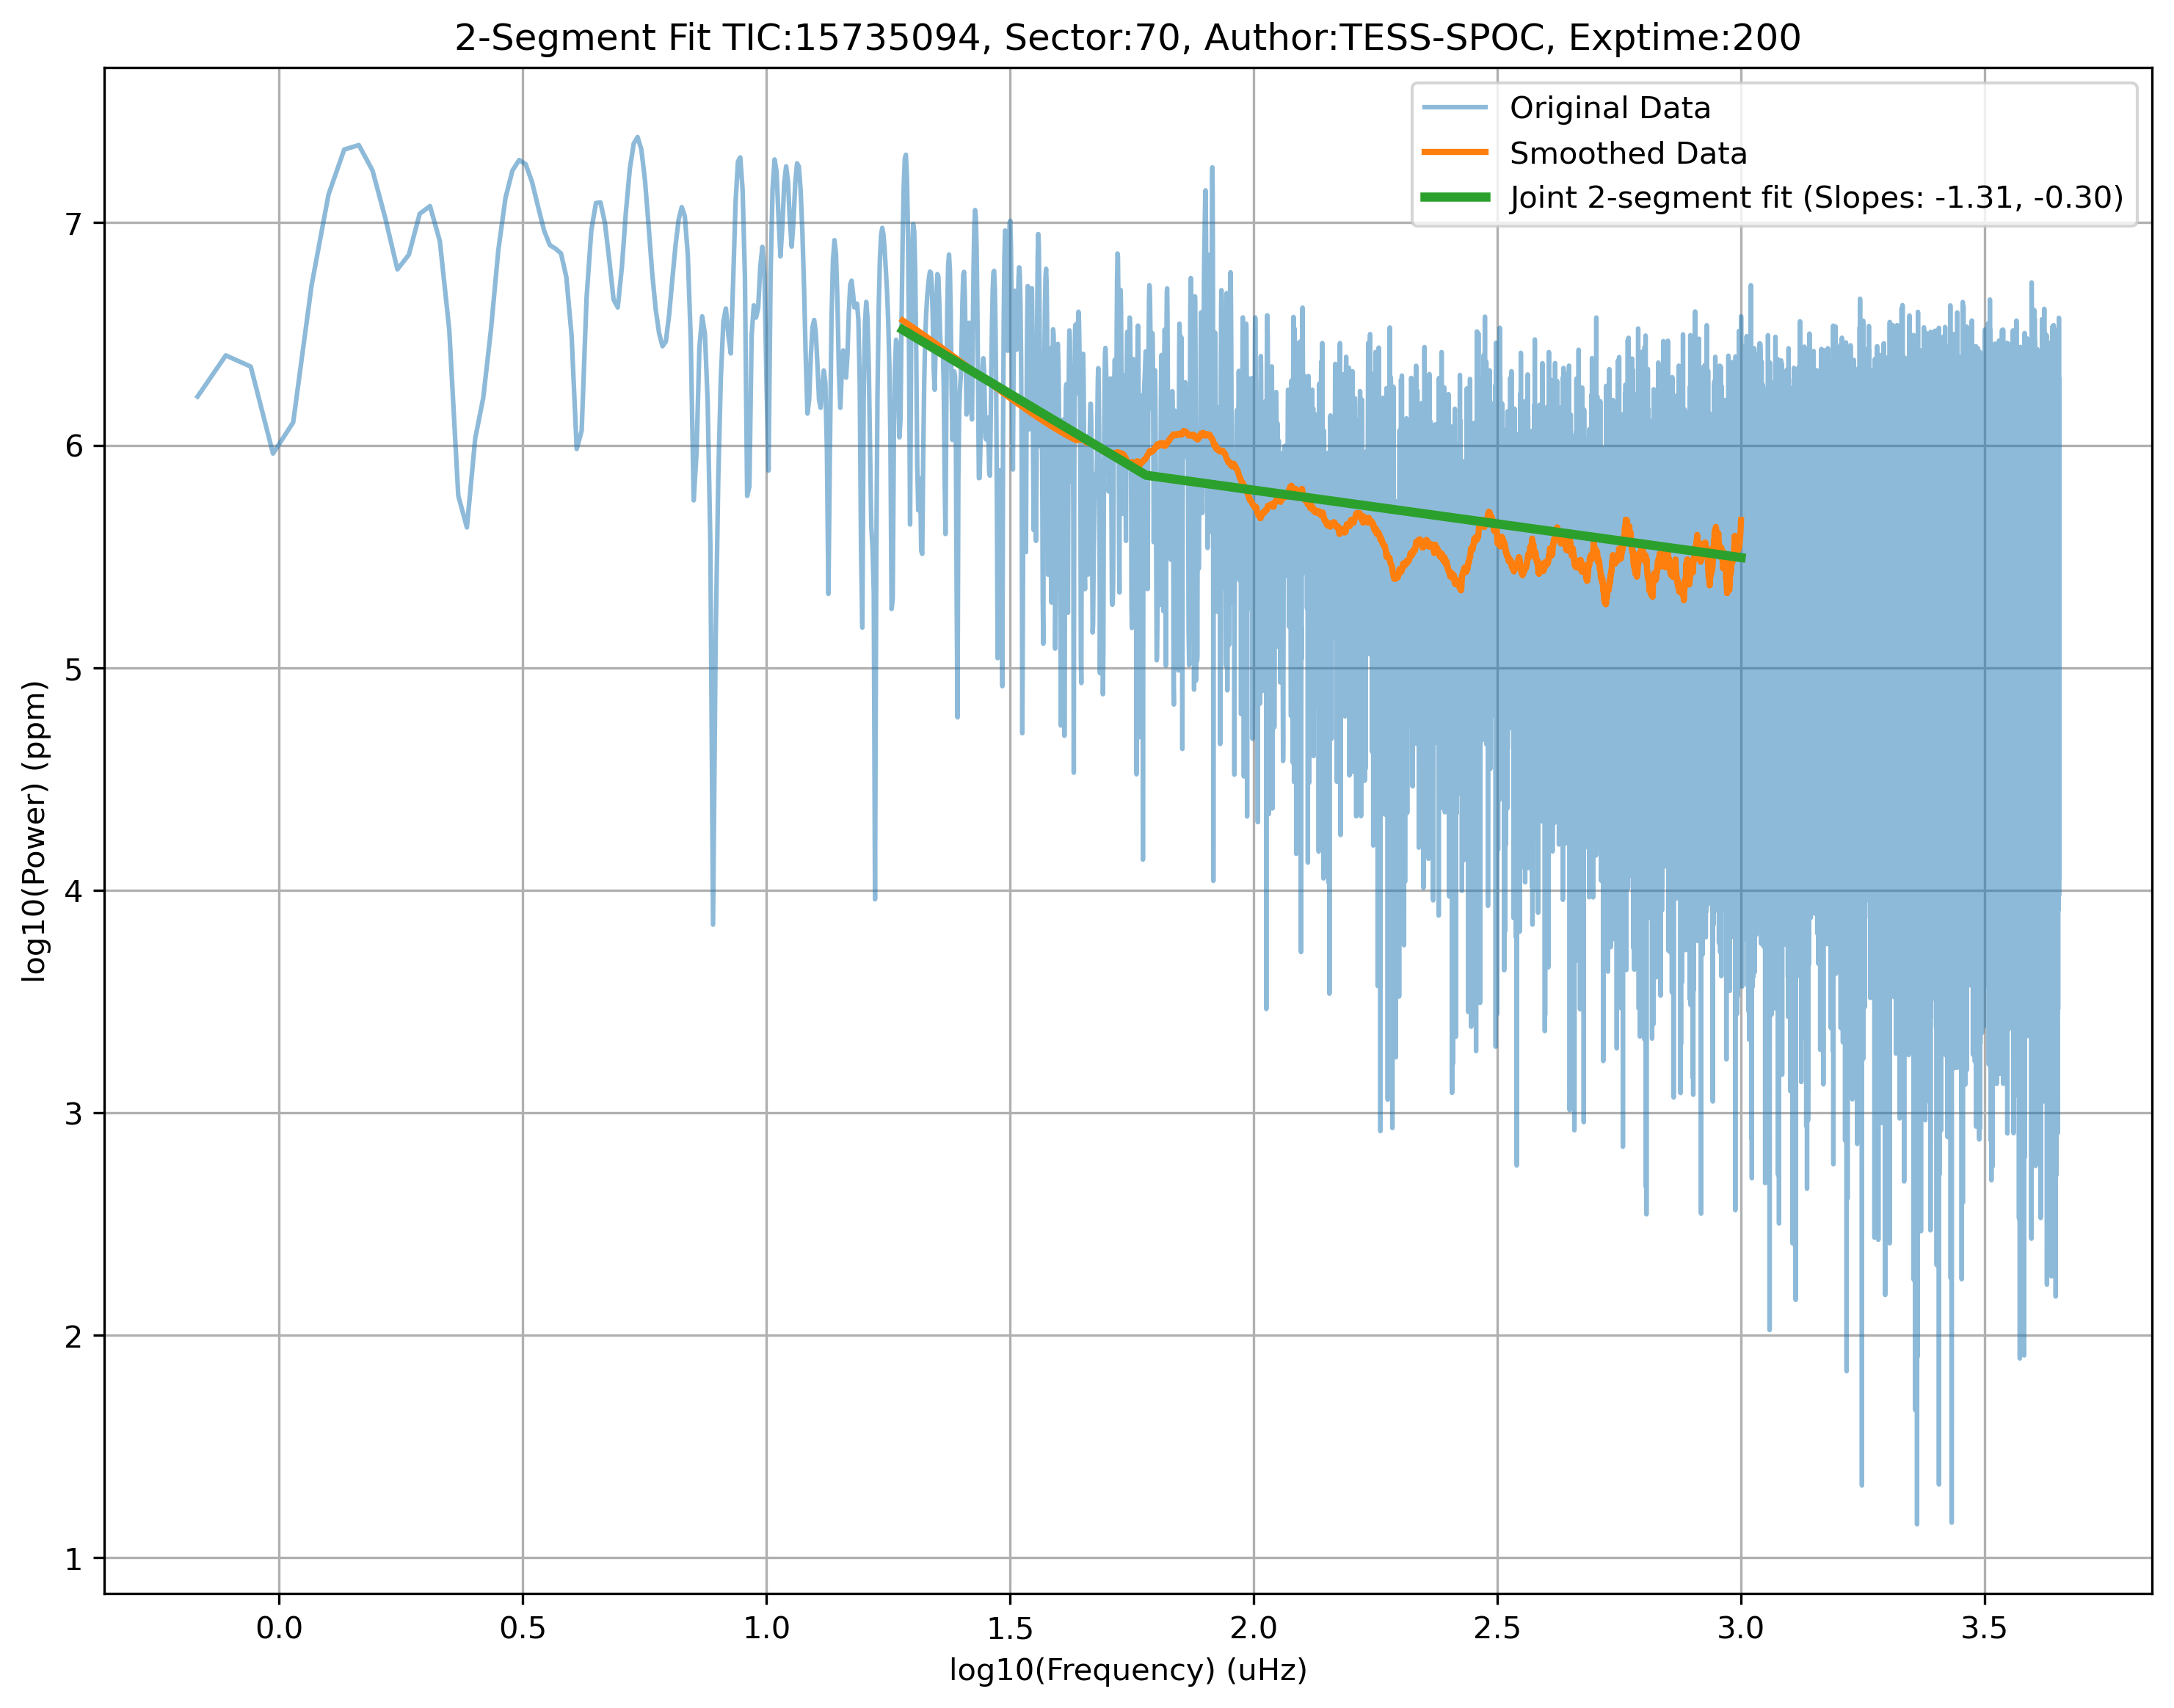 2-Segment Fit TIC:15735094, Sector:70, Author:TESS-SPOC, Exptime:200
Original Data
Smoothed Data
Joint 2-segment fit (Slopes: -1.31, -0.30)
log10(Power) (ppm)
7
6
5
4
3
2
1
0.0 0.5 1.0 1.5 2.0 2.5 3.0 3.5
log10(Frequency) (uHz)